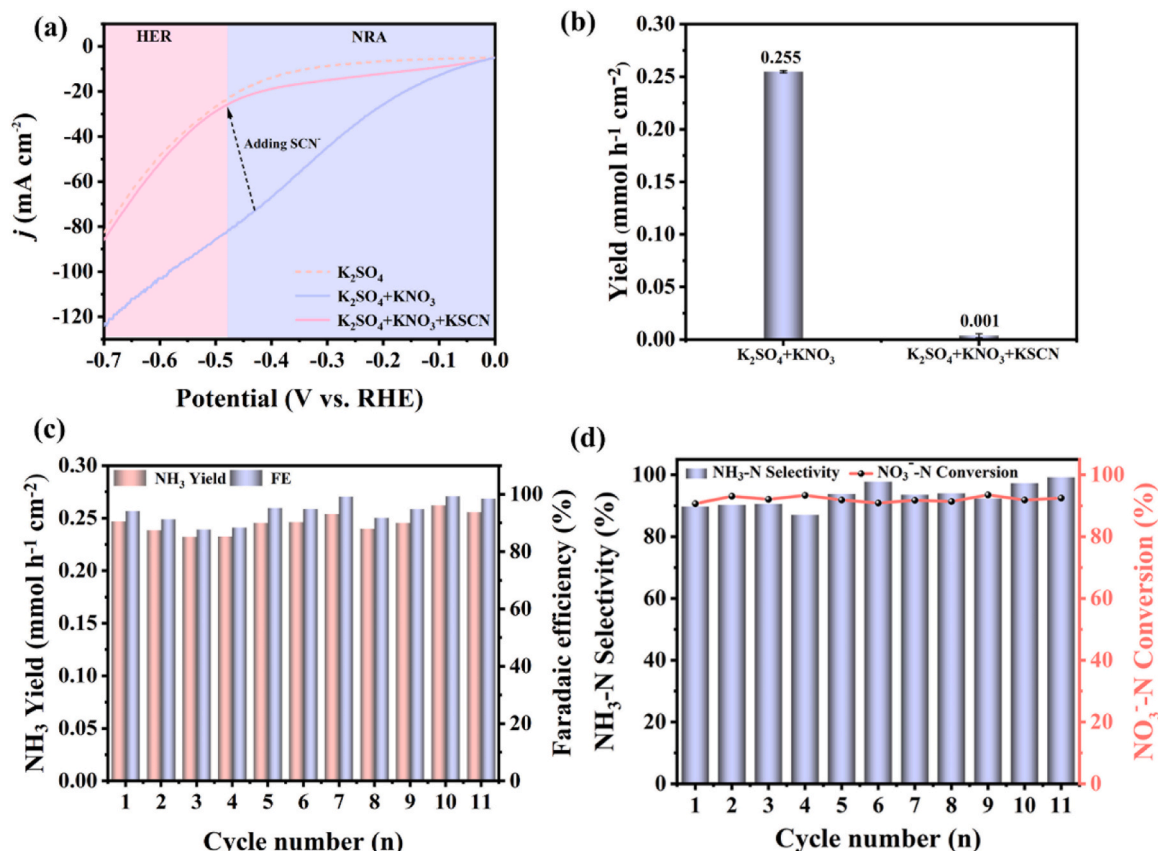 (a)
HER
NRA
0
-20
-40
-60
-80
-100
-120
j (mA cm⁻²)
Adding SCN⁻
K₂SO₄
K₂SO₄+KNO₃
K₂SO₄+KNO₃+KSCN
-0.7 -0.6 -0.5 -0.4 -0.3 -0.2 -0.1 0.0
Potential (V vs. RHE)
(b)
0.30
0.25
0.20
0.15
0.10
0.05
0.00
Yield (mmol h⁻¹ cm⁻²)
0.255
0.001
K₂SO₄+KNO₃
K₂SO₄+KNO₃+KSCN
(c)
NH₃ Yield
FE
0.30
0.25
0.20
0.15
0.10
0.05
0.00
NH₃ Yield (mmol h⁻¹ cm⁻²)
100
80
60
40
20
0
Faradaic efficiency (%)
1 2 3 4 5 6 7 8 9 10 11
Cycle number (n)
(d)
NH₃-N Selectivity
NO₃⁻-N Conversion
100
80
60
40
20
0
NH₃-N Selectivity (%)
100
80
60
40
20
0
NO₃⁻-N Conversion (%)
1 2 3 4 5 6 7 8 9 10 11
Cycle number (n)